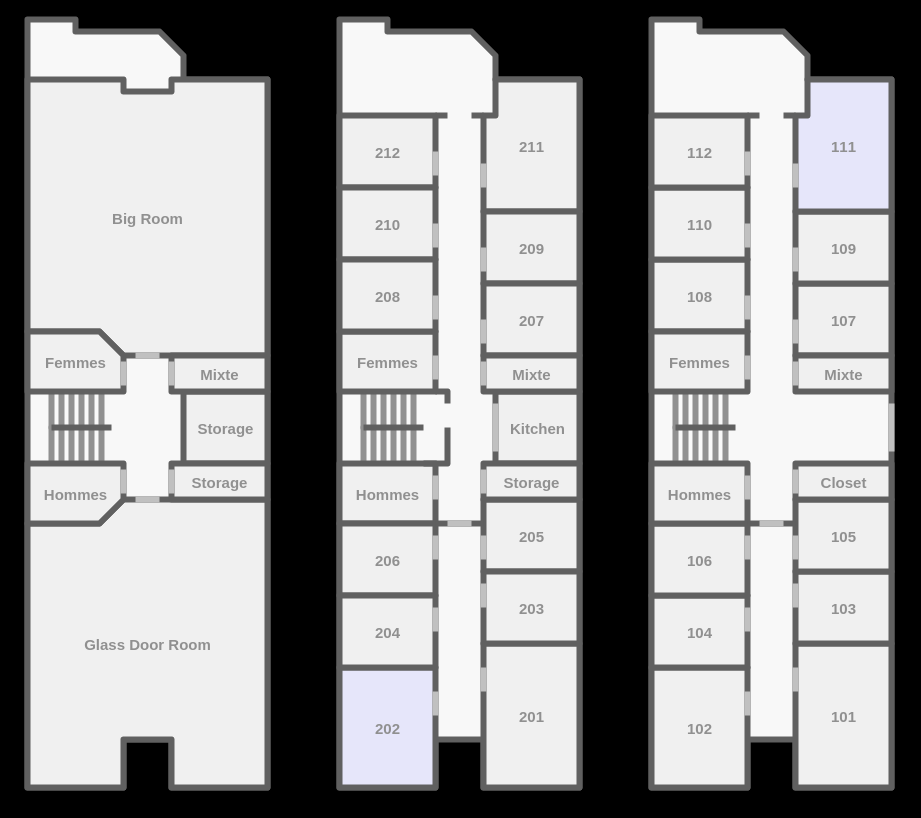 Big Room
Femmes
Mixte
Storage
Storage
Hommes
Glass Door Room
212
211
210
209
208
207
Femmes
Mixte
Kitchen
Storage
Hommes
205
206
203
204
201
202
112
111
110
109
108
107
Femmes
Mixte
Closet
Hommes
105
106
103
104
101
102